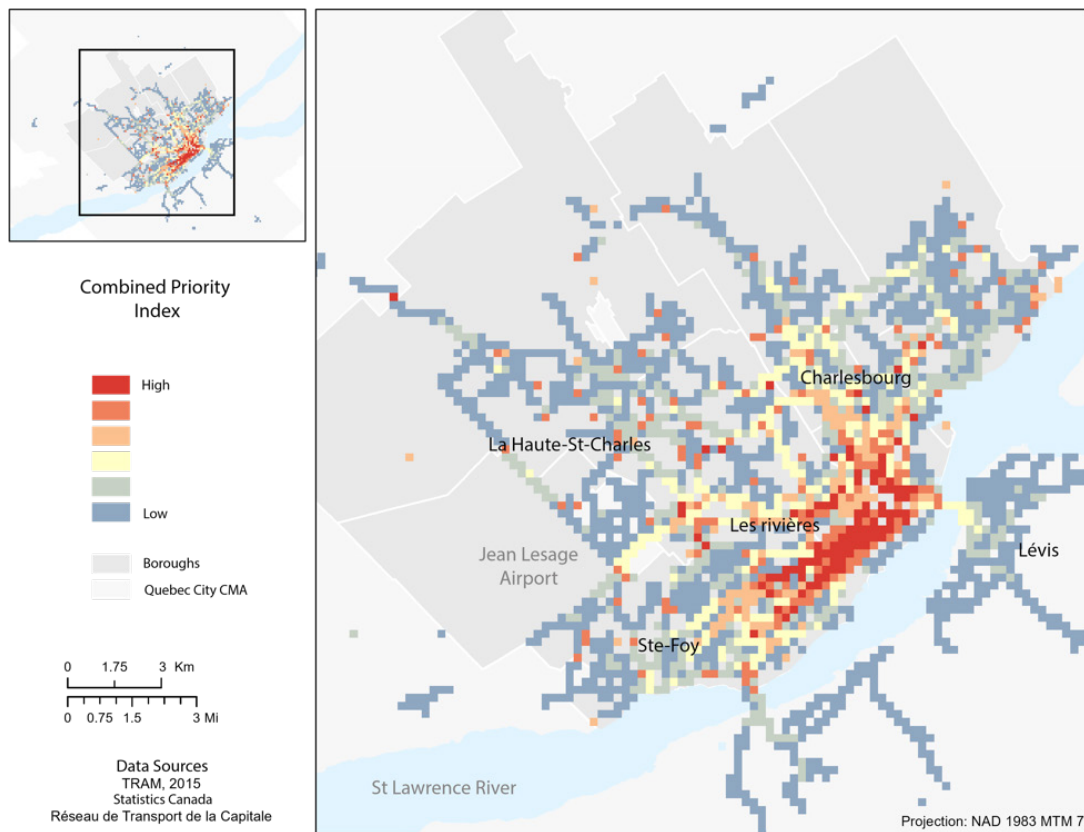 Combined Priority
Index
High
Low
Boroughs
Quebec City CMA
0 1.75 3 Km
0 0.75 1.5 3 Mi
Data Sources
TRAM, 2015
Statistics Canada
Réseau de Transport de la Capitale
Charlesbourg
La Haute-St-Charles
Les rivières
Jean Lesage
Airport
Lévis
Ste-Foy
St Lawrence River
Projection: NAD 1983 MTM 7